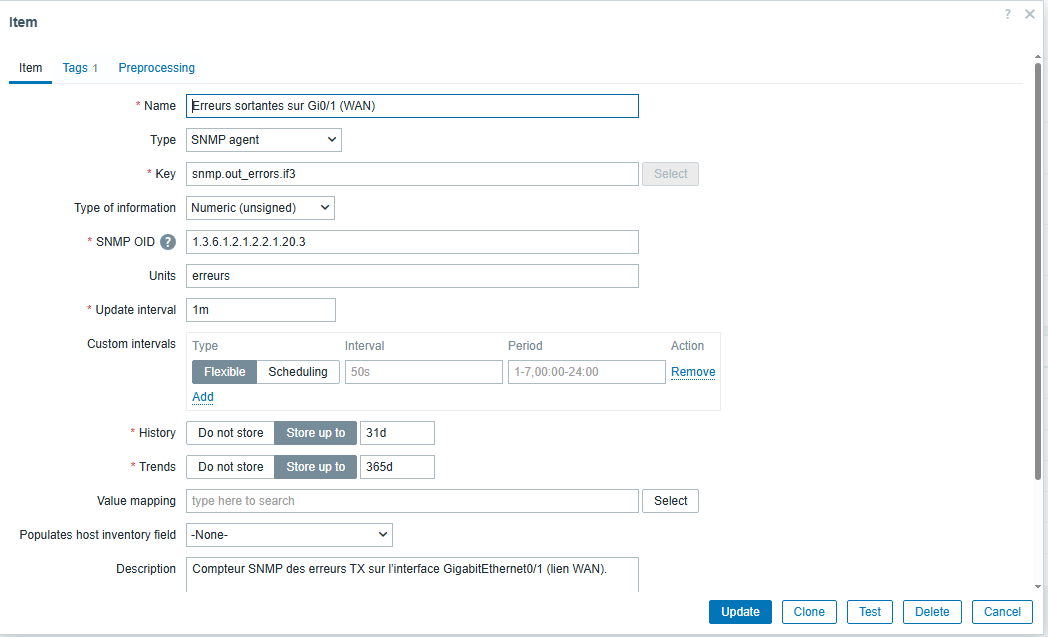 Item
? ×
Item Tags 1 Preprocessing
* Name Erreurs sortantes sur Gi0/1 (WAN)
Type SNMP agent
* Key snmp.out_errors.if3 Select
Type of information Numeric (unsigned)
* SNMP OID ? 1.3.6.1.2.1.2.2.1.20.3
Units erreurs
* Update interval 1m
Custom intervals Type Interval Period Action
Flexible Scheduling 50s 1-7,00:00-24:00 Remove
Add
* History Do not store Store up to 31d
* Trends Do not store Store up to 365d
Value mapping type here to search Select
Populates host inventory field -None-
Description Compteur SNMP des erreurs TX sur l'interface GigabitEthernet0/1 (lien WAN).
Update Clone Test Delete Cancel